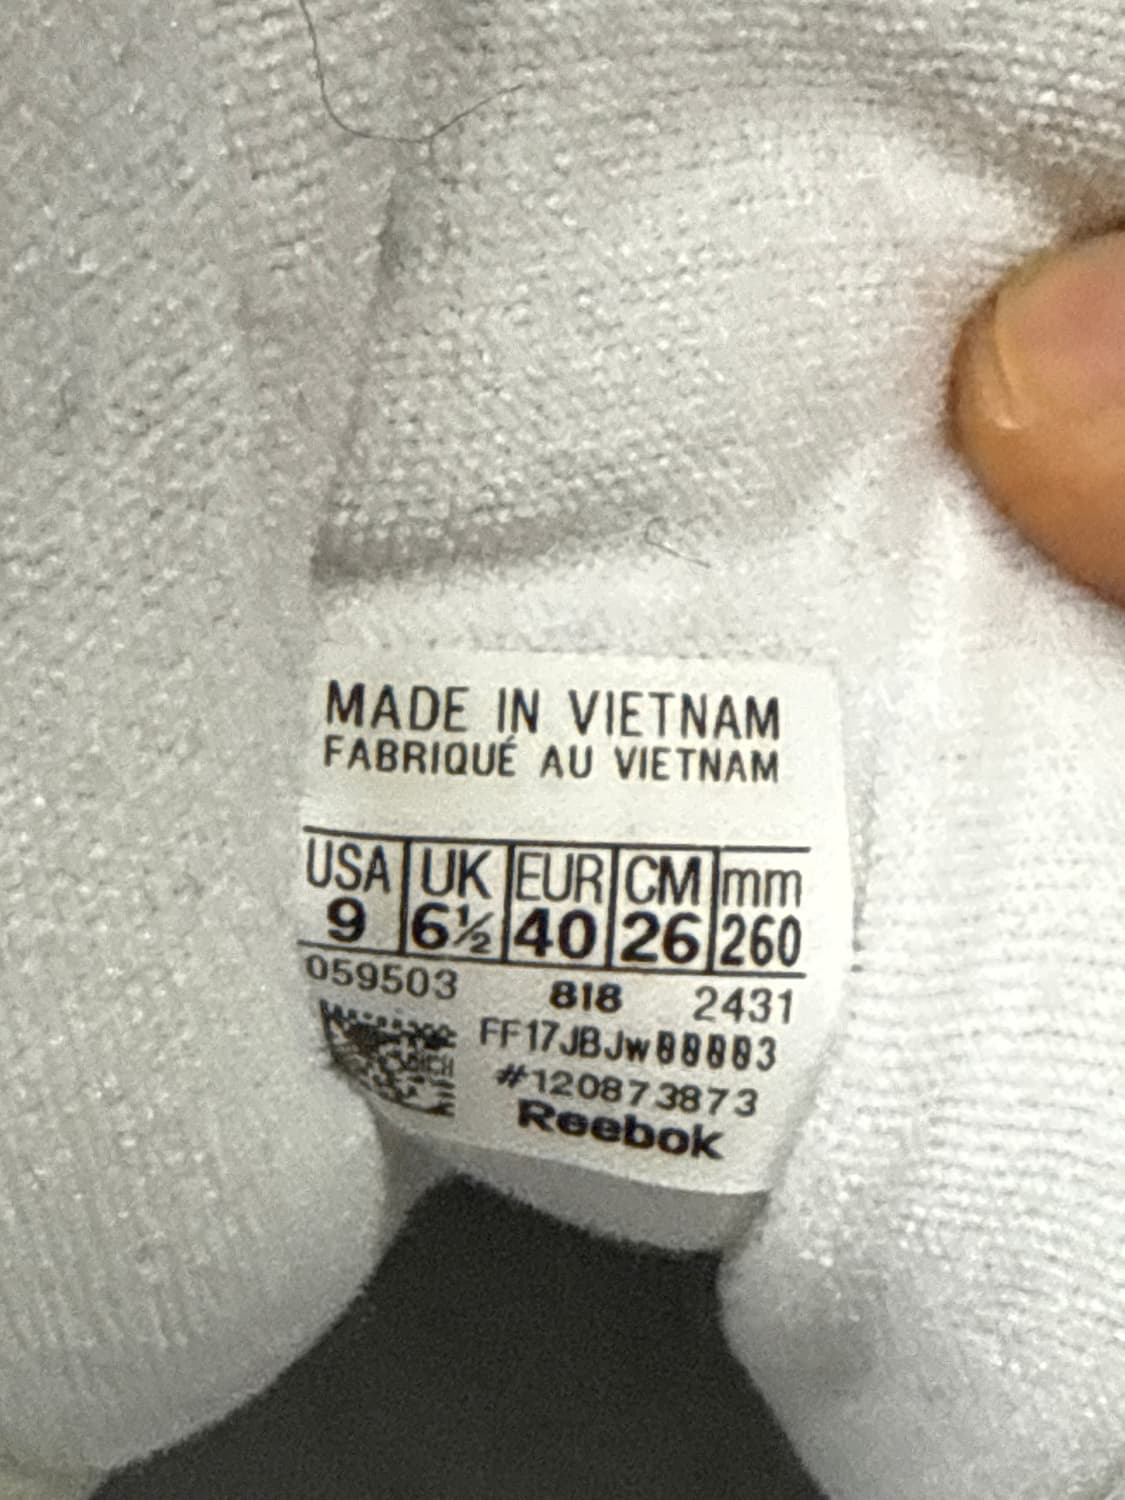 MADE IN VIETNAM
FABRIQUÉ AU VIETNAM
USA UK EUR CM mm
9 6½ 40 26 260
059503 818 2431
FF17JBJW00003
#120873873
Reebok